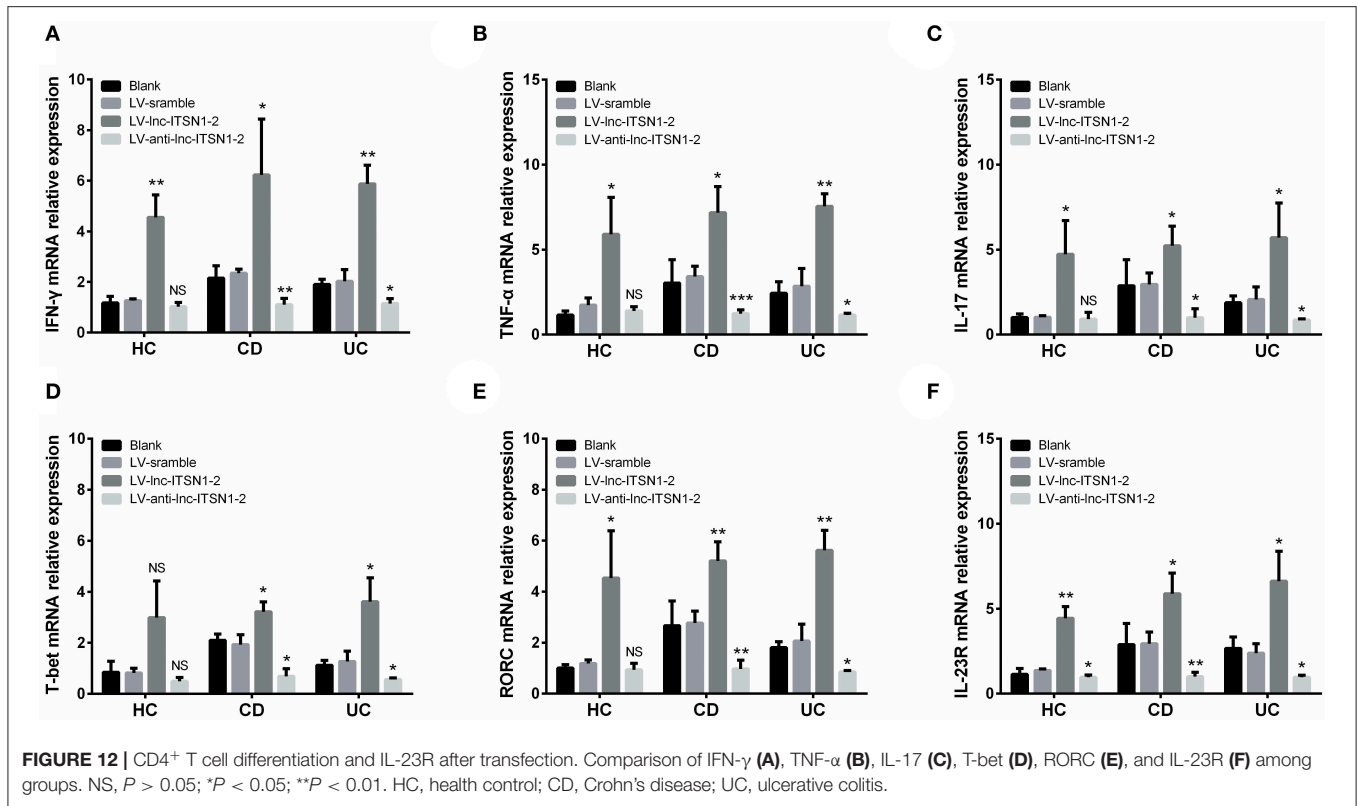 A
IFN-γ mRNA relative expression
10
8
6
4
2
0
Blank
LV-sramble
LV-lnc-ITSN1-2
LV-anti-lnc-ITSN1-2
**
NS
*
**
**
*
HC
CD
UC
B
TNF-α mRNA relative expression
15
10
5
0
Blank
LV-sramble
LV-lnc-ITSN1-2
LV-anti-lnc-ITSN1-2
*
NS
*
***
**
*
HC
CD
UC
C
IL-17 mRNA relative expression
15
10
5
0
Blank
LV-sramble
LV-lnc-ITSN1-2
LV-anti-lnc-ITSN1-2
*
NS
*
*
*
*
HC
CD
UC
D
T-bet mRNA relative expression
10
8
6
4
2
0
Blank
LV-sramble
LV-lnc-ITSN1-2
LV-anti-lnc-ITSN1-2
NS
NS
*
*
*
*
HC
CD
UC
E
RORC mRNA relative expression
10
8
6
4
2
0
Blank
LV-sramble
LV-lnc-ITSN1-2
LV-anti-lnc-ITSN1-2
*
NS
**
**
**
*
HC
CD
UC
F
IL-23R mRNA relative expression
15
10
5
0
Blank
LV-sramble
LV-lnc-ITSN1-2
LV-anti-lnc-ITSN1-2
**
*
*
**
*
*
HC
CD
UC
FIGURE 12 | CD4+ T cell differentiation and IL-23R after transfection. Comparison of IFN-γ (A), TNF-α (B), IL-17 (C), T-bet (D), RORC (E), and IL-23R (F) among
groups. NS, P > 0.05; *P < 0.05; **P < 0.01. HC, health control; CD, Crohn's disease; UC, ulcerative colitis.